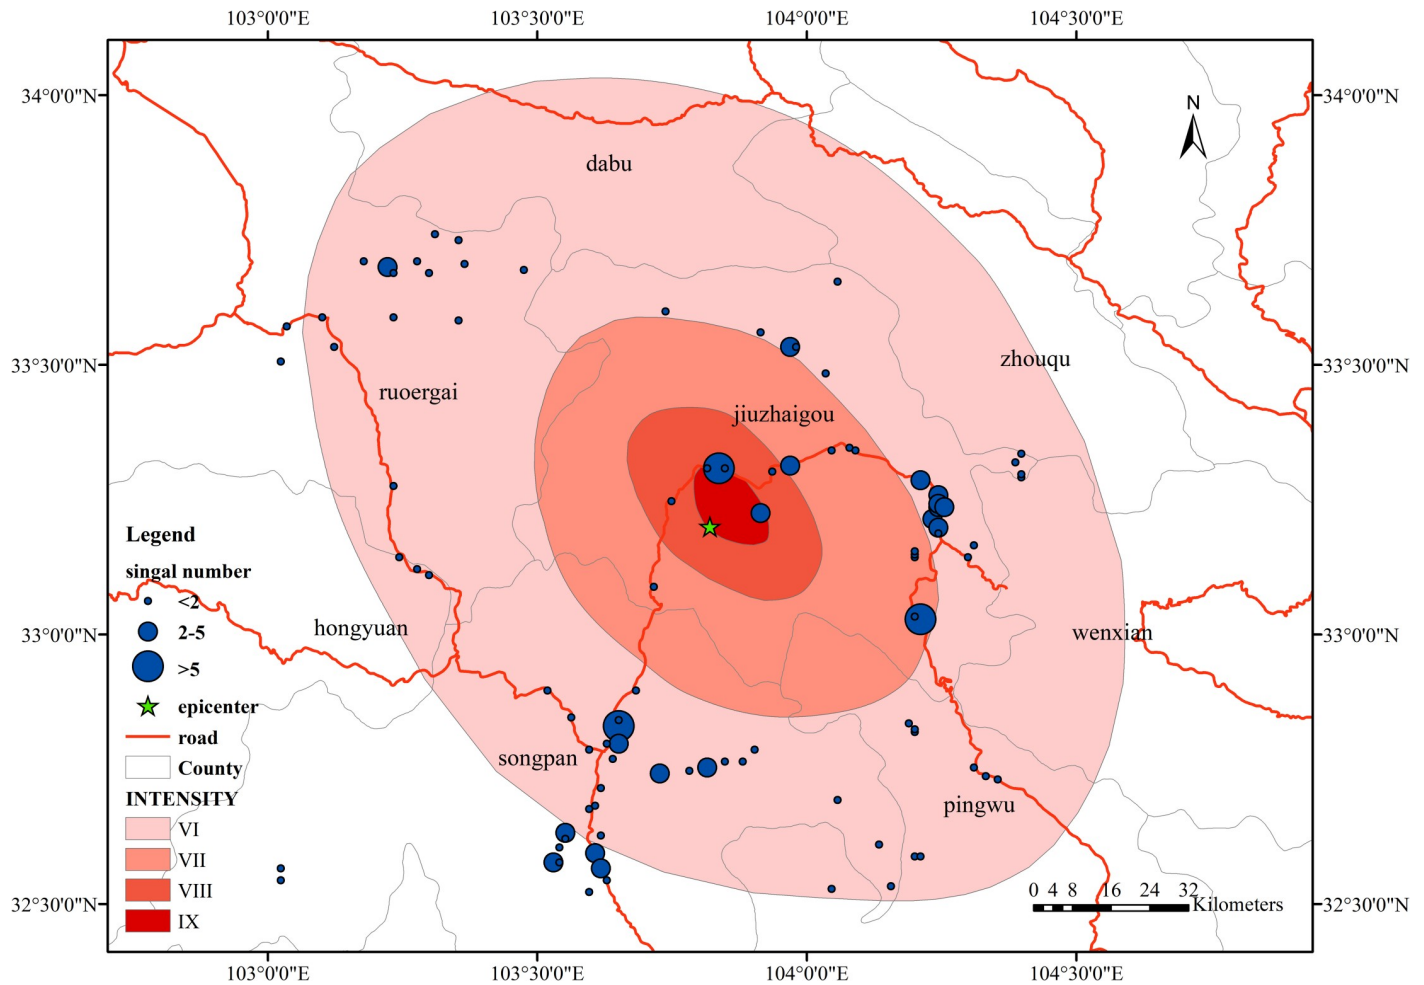 103°0'0"E 103°30'0"E 104°0'0"E 104°30'0"E
34°0'0"N 34°0'0"N
N
dabu
33°30'0"N 33°30'0"N
zhouqu
ruoergai
jiuzhaigou
33°0'0"N 33°0'0"N
hongyuan
wenxian
songpan
pingwu
Legend
singal number
<2
2-5
>5
epicenter
road
County
INTENSITY
VI
VII
VIII
IX
0 4 8 16 24 32
Kilometers
32°30'0"N 32°30'0"N
103°0'0"E 103°30'0"E 104°0'0"E 104°30'0"E